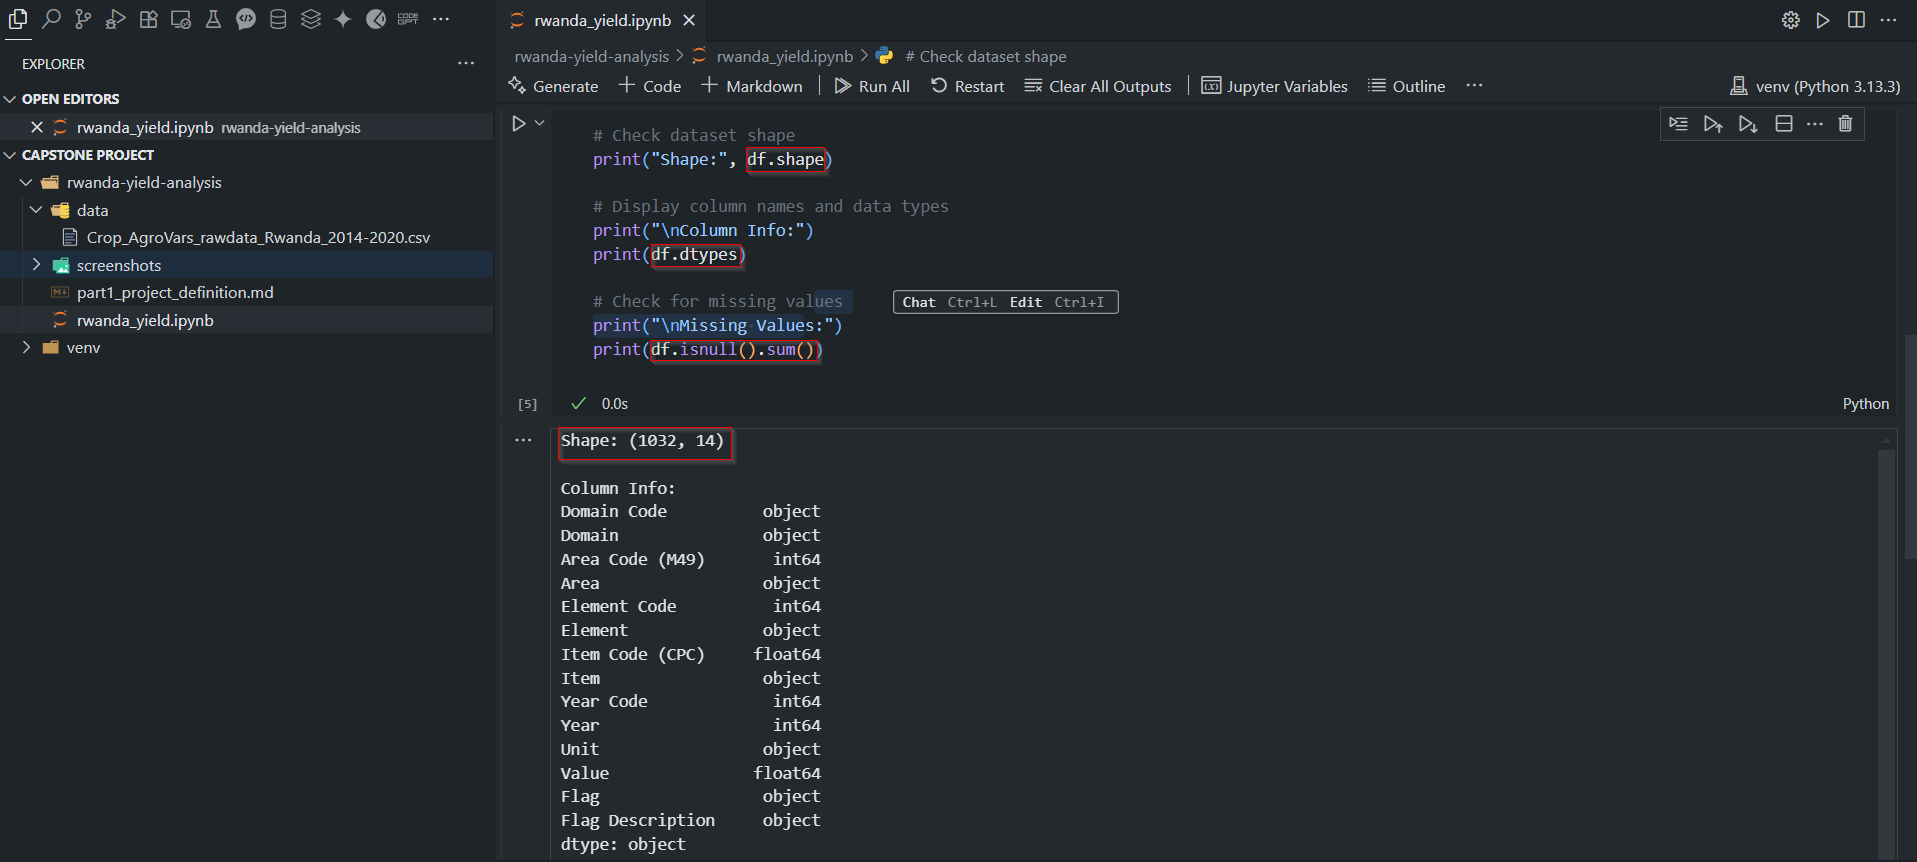 rwanda_yield.ipynb
EXPLORER
rwanda-yield-analysis > rwanda_yield.ipynb > # Check dataset shape
Generate + Code + Markdown Run All Restart Clear All Outputs Jupyter Variables Outline ... venv (Python 3.13.3)
OPEN EDITORS
rwanda_yield.ipynb rwanda-yield-analysis
CAPSTONE PROJECT
rwanda-yield-analysis
data
Crop_AgroVars_rawdata_Rwanda_2014-2020.csv
screenshots
part1_project_definition.md
rwanda_yield.ipynb
venv
# Check dataset shape
print("Shape:", df.shape)
# Display column names and data types
print("\nColumn Info:")
print(df.dtypes)
# Check for missing values
Chat Ctrl+L Edit Ctrl+I
print("\nMissing Values:")
print(df.isnull().sum())
[5] 0.0s Python
Shape: (1032, 14)
Column Info:
Domain Code object
Domain object
Area Code (M49) int64
Area object
Element Code int64
Element object
Item Code (CPC) float64
Item object
Year Code int64
Year int64
Unit object
Value float64
Flag object
Flag Description object
dtype: object